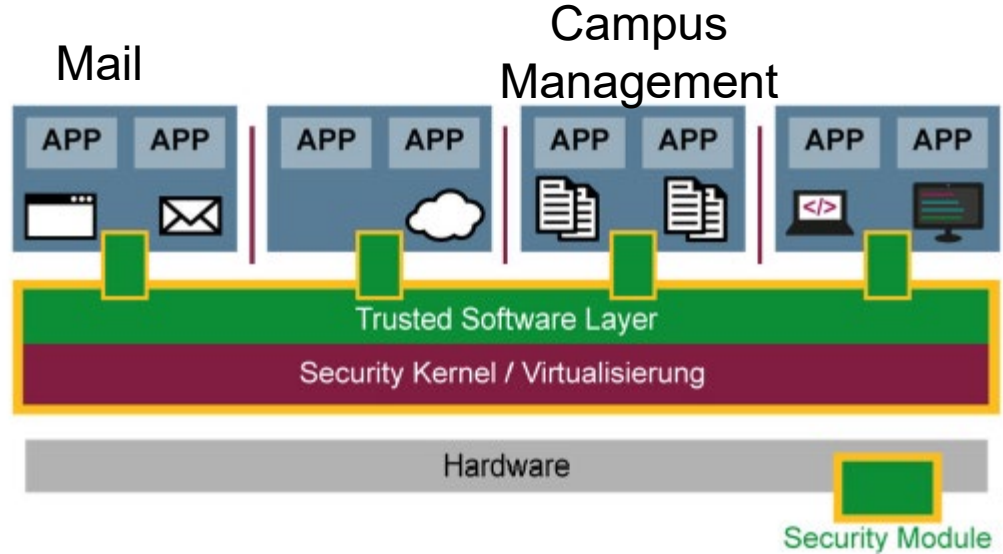 Mail
Campus
Management
APP APP APP APP APP APP APP APP
</>
Trusted Software Layer
Security Kernel / Virtualisierung
Hardware
Security Module